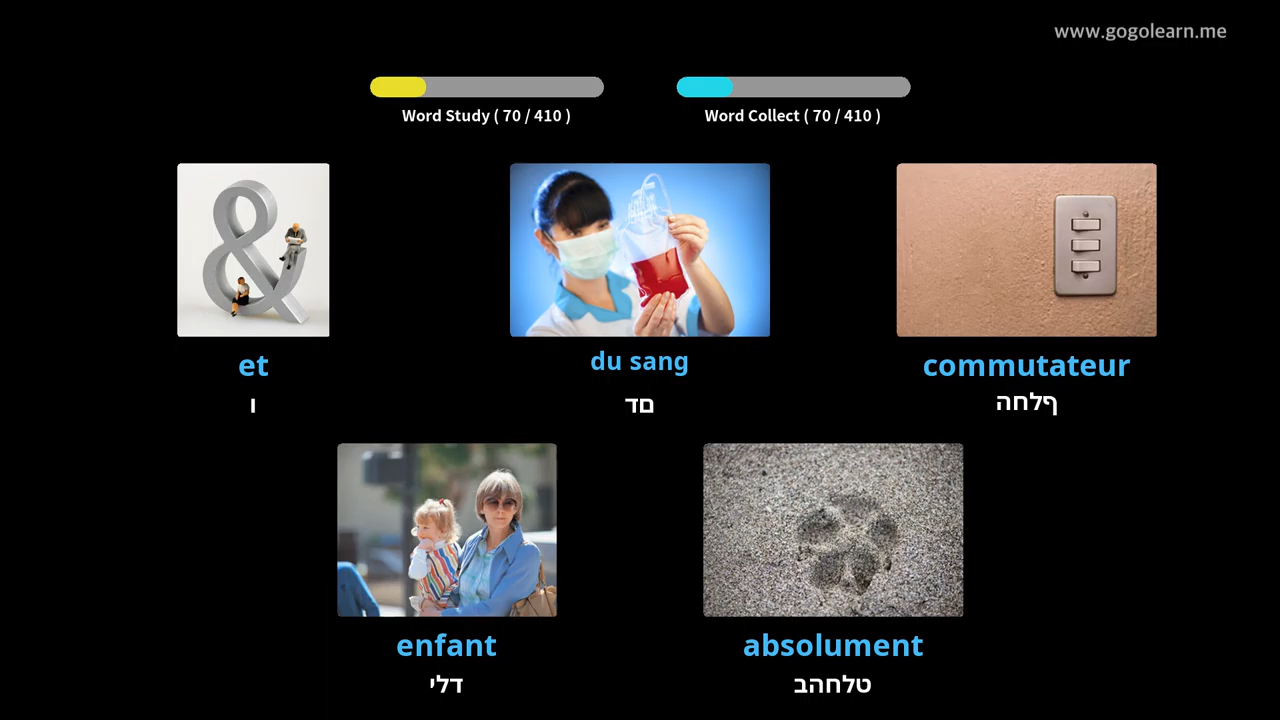 www.gogolearn.me
Word Study ( 70 / 410 )
Word Collect ( 70 / 410 )
et
ו
du sang
דם
commutateur
החלף
enfant
ילד
absolument
בהחלט